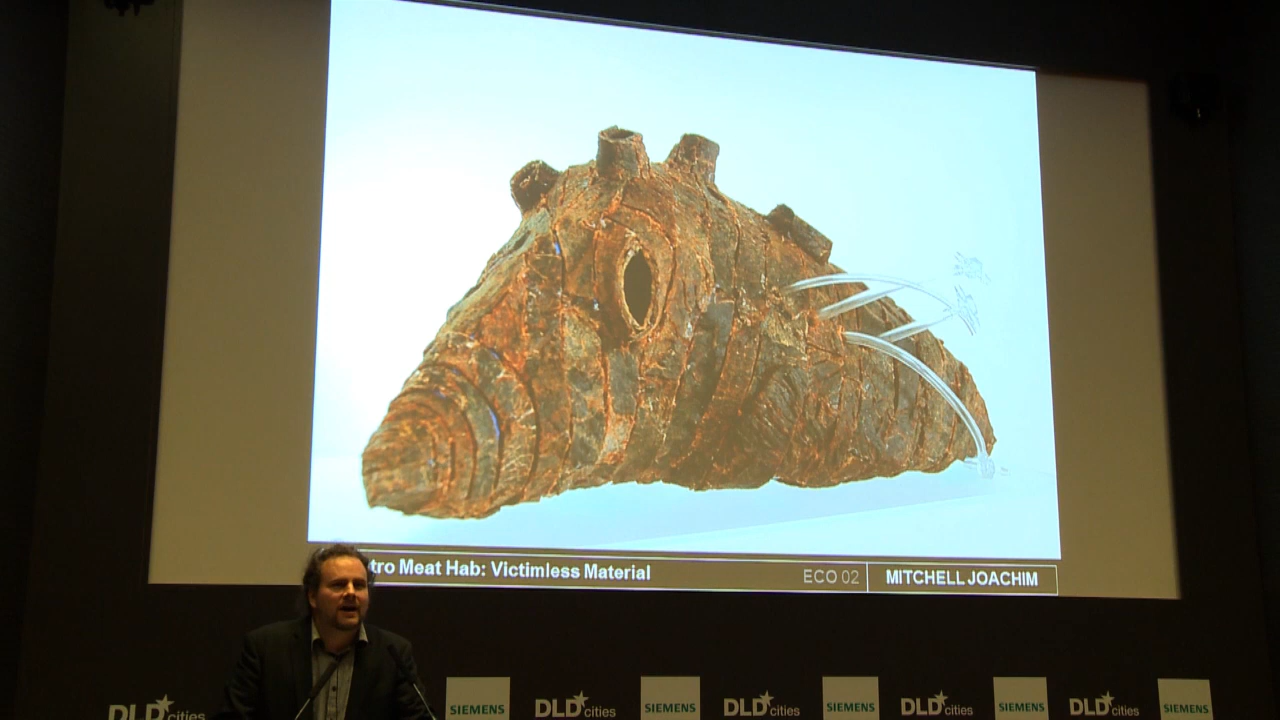 tro Meat Hab: Victimless Material
ECO 02
MITCHELL JOACHIM
DLD cities
SIEMENS
DLD cities
SIEMENS
DLD cities
SIEMENS
DLD cities
SIEMENS
DLD cities
SIEMENS